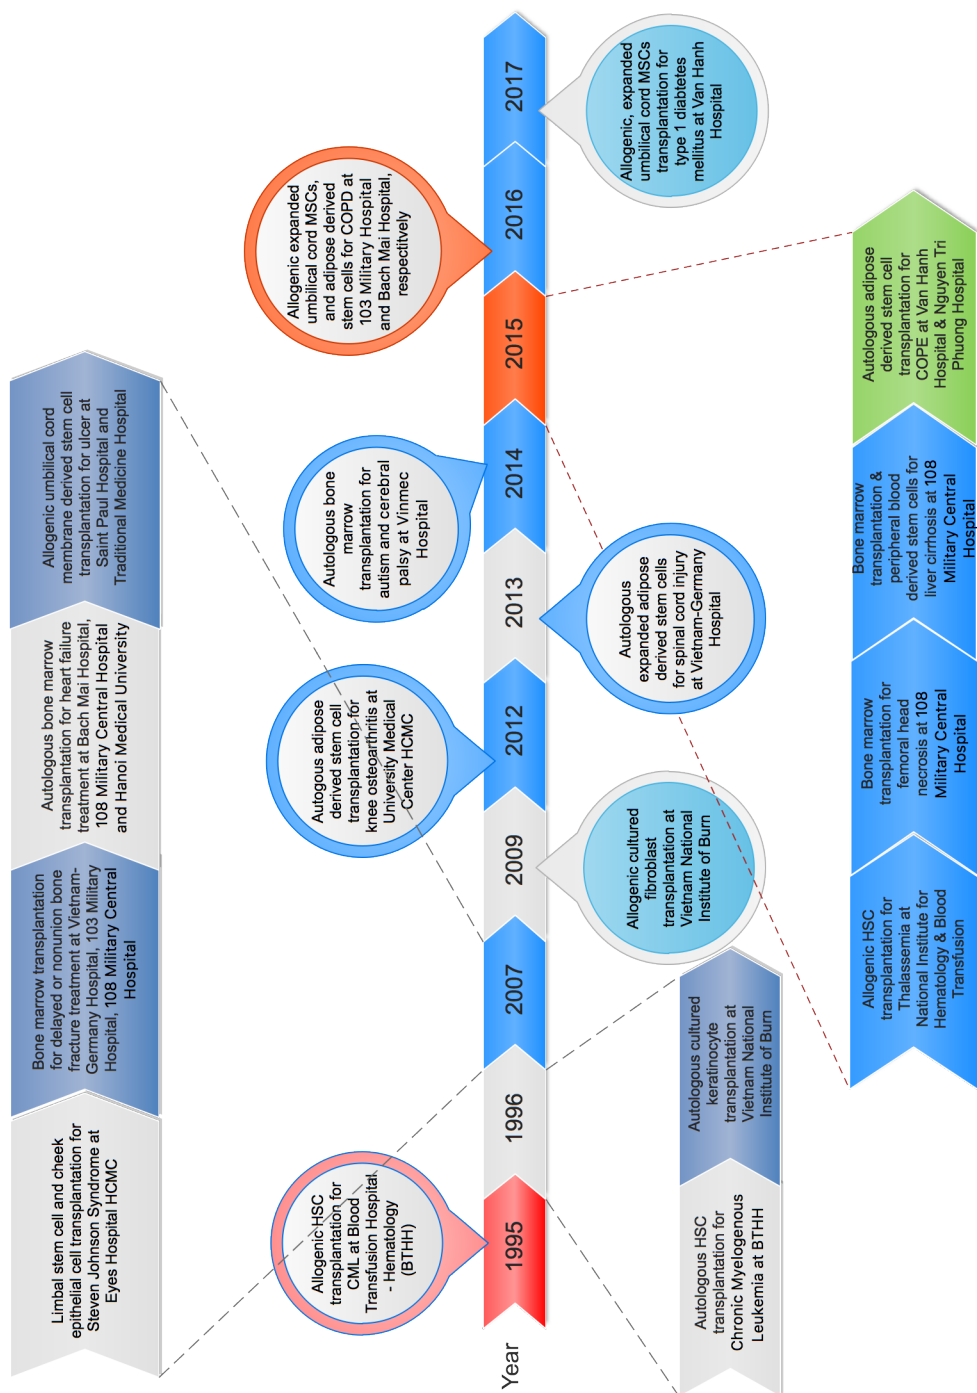 Limbal stem cell and cheek
epithelial cell transplantation for
Steven Johnson Syndrome at
Eyes Hospital HCMC
Bone marrow transplantation
for delayed or nonunion bone
fracture treatment at Vietnam-
Germany Hospital, 103 Military
Hospital, 108 Military Central
Hospital
Autologous bone marrow
transplantation for heart failure
treatment at Bach Mai Hospital,
108 Military Central Hospital
and Hanoi Medical University
Allogenic umbilical cord
membrane derived stem cell
transplantation for ulcer at
Saint Paul Hospital and
Traditional Medicine Hospital
Allogenic HSC
transplantation for
CML at Blood
Transfusion Hospital
- Hematology
(BTHH)
Autogous adipose
derived stem cell
transplantation for
knee osteoarthritis at
University Medical
Center HCMC
Autologous bone
marrow
transplantation for
autism and cerebral
palsy at Vinmec
Hospital
Allogenic expanded
umbilical cord MSCs,
and adipose derived
stem cells for COPD at
103 Military Hospital
and Bach Mai Hospital,
respectitvely
Year
1995
1996
2007
2009
2012
2013
2014
2015
2016
2017
Allogenic cultured
fibroblast
transplantation at
Vietnam National
Institute of Burn
Autologous
expanded adipose
derived stem cells
for spinal cord injury
at Vietnam-Germany
Hospital
Allogenic, expanded
umbilical cord MSCs
transplantation for
type 1 diabtetes
mellitus at Van Hanh
Hospital
Autologous HSC
transplantation for
Chronic Myelogenous
Leukemia at BTHH
Autologous cultured
keratinocyte
transplantation at
Vietnam National
Institute of Burn
Allogenic HSC
transplantation for
Thalassemia at
National Institute for
Hematology & Blood
Transfusion
Bone marrow
transplantation for
femoral head
necrosis at 108
Military Central
Hospital
Bone marrow
transplantation &
peripheral blood
derived stem cells for
liver cirrhosis at 108
Military Central
Hospital
Autologous adipose
derived stem cell
transplantation for
COPE at Van Hanh
Hospital & Nguyen Tri
Phuong Hospital